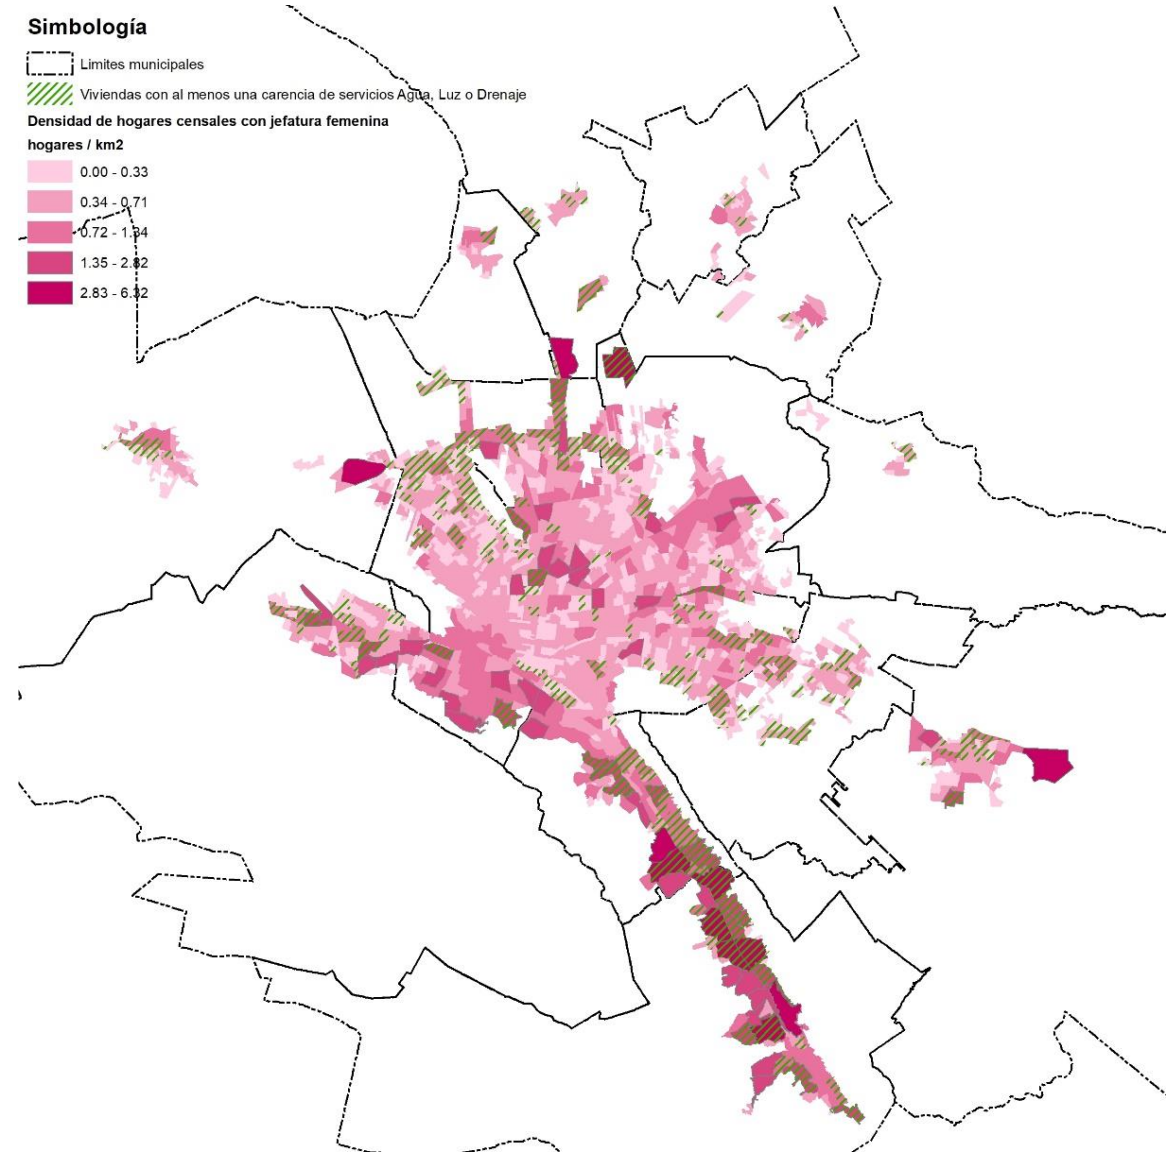 Simbología
Limites municipales
Viviendas con al menos una carencia de servicios Agua, Luz o Drenaje
Densidad de hogares censales con jefatura femenina
hogares / km2
0.00 - 0.33
0.34 - 0.71
0.72 - 1.34
1.35 - 2.82
2.83 - 6.32